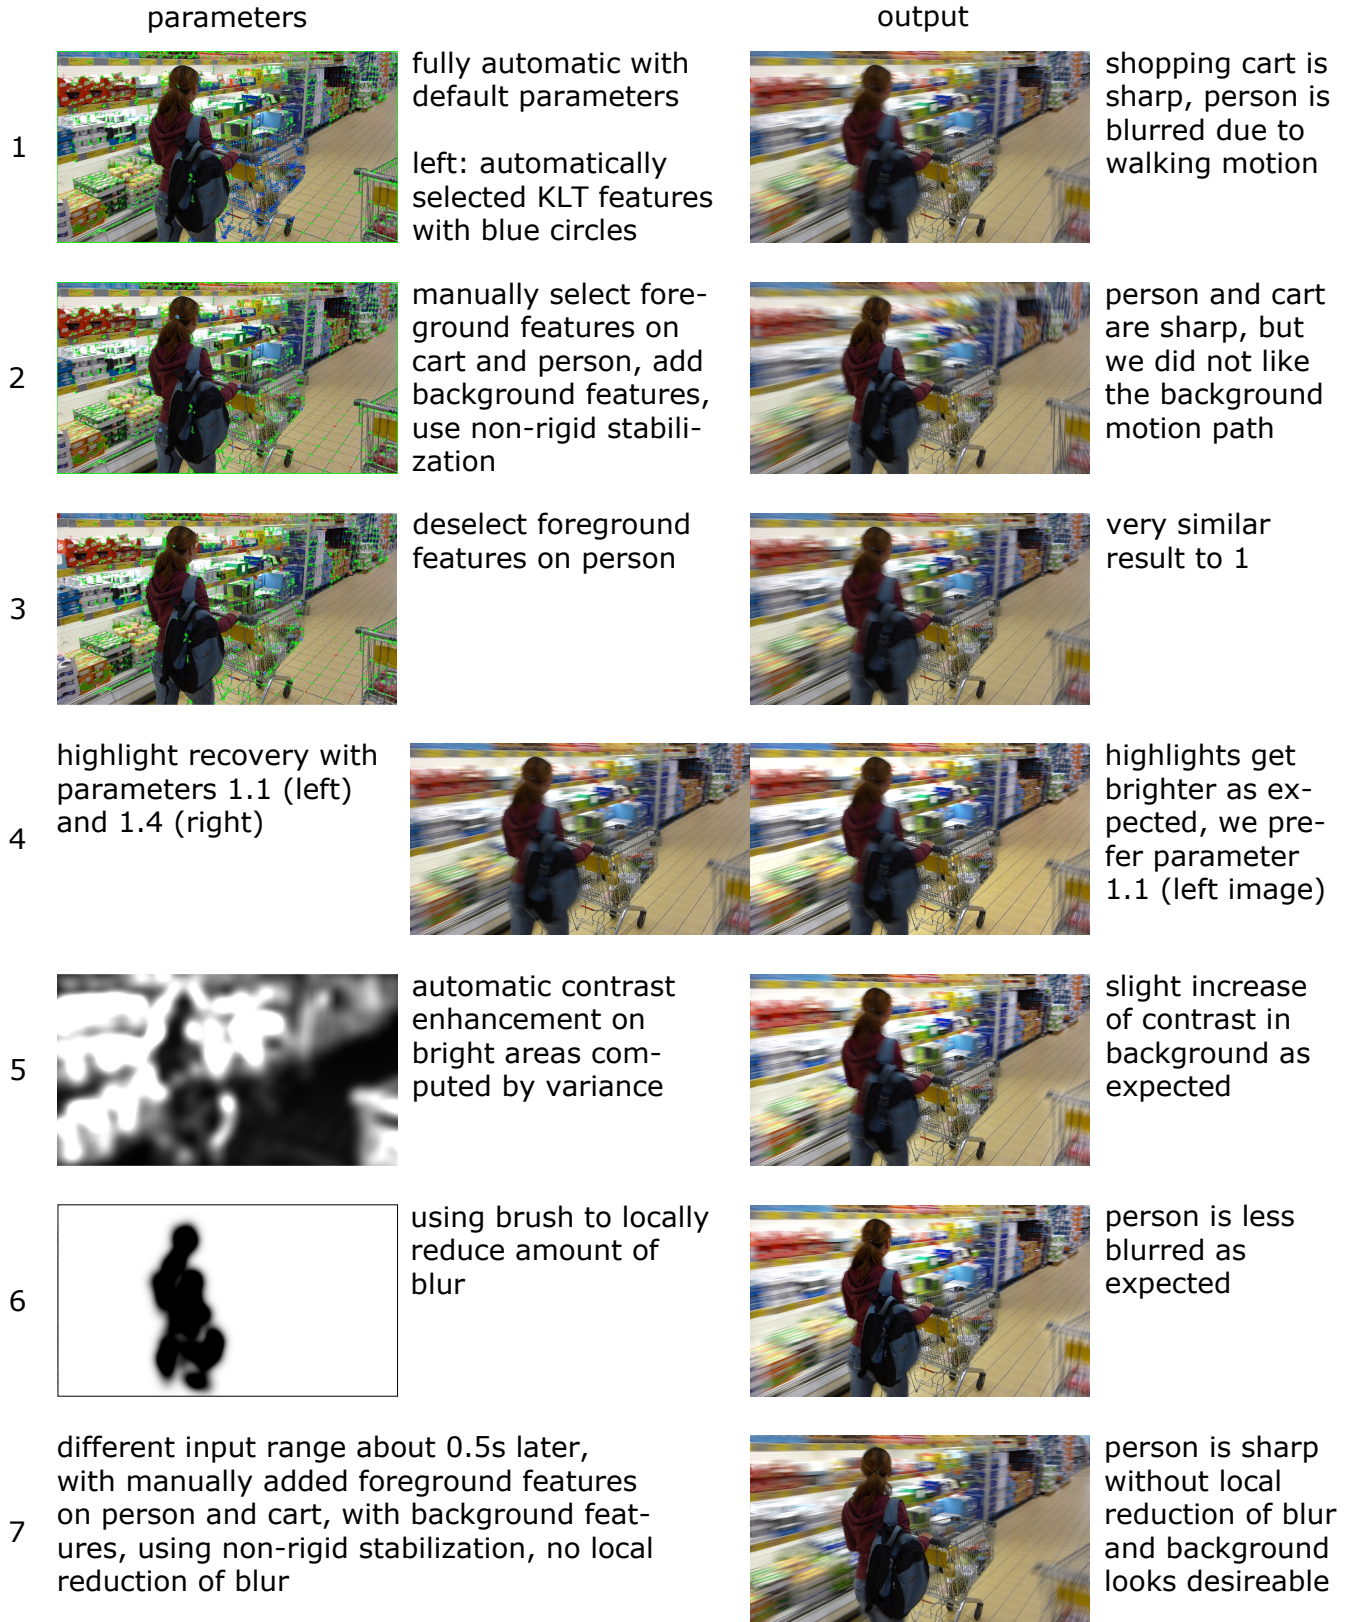 parameters
output
1
fully automatic with
default parameters
left: automatically
selected KLT features
with blue circles
shopping cart is
sharp, person is
blurred due to
walking motion
2
manually select fore-
ground features on
cart and person, add
background features,
use non-rigid stabili-
zation
person and cart
are sharp, but
we did not like
the background
motion path
3
deselect foreground
features on person
very similar
result to 1
4
highlight recovery with
parameters 1.1 (left)
and 1.4 (right)
highlights get
brighter as ex-
pected, we pre-
fer parameter
1.1 (left image)
5
automatic contrast
enhancement on
bright areas com-
puted by variance
slight increase
of contrast in
background as
expected
6
using brush to locally
reduce amount of
blur
person is less
blurred as
expected
7
different input range about 0.5s later,
with manually added foreground features
on person and cart, with background feat-
ures, using non-rigid stabilization, no local
reduction of blur
person is sharp
without local
reduction of blur
and background
looks desireable